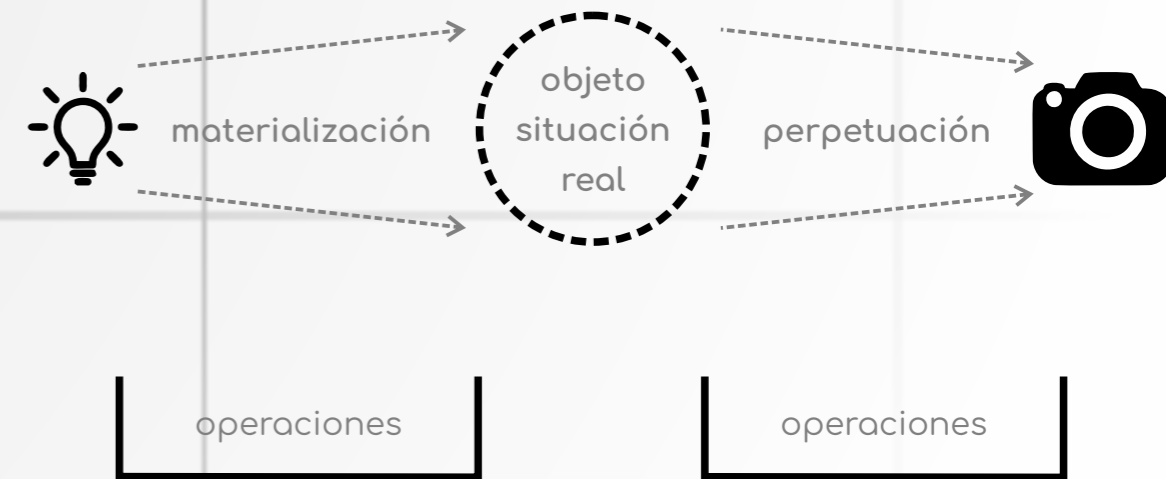 materialización
objeto
situación
real
perpetuación
operaciones
operaciones